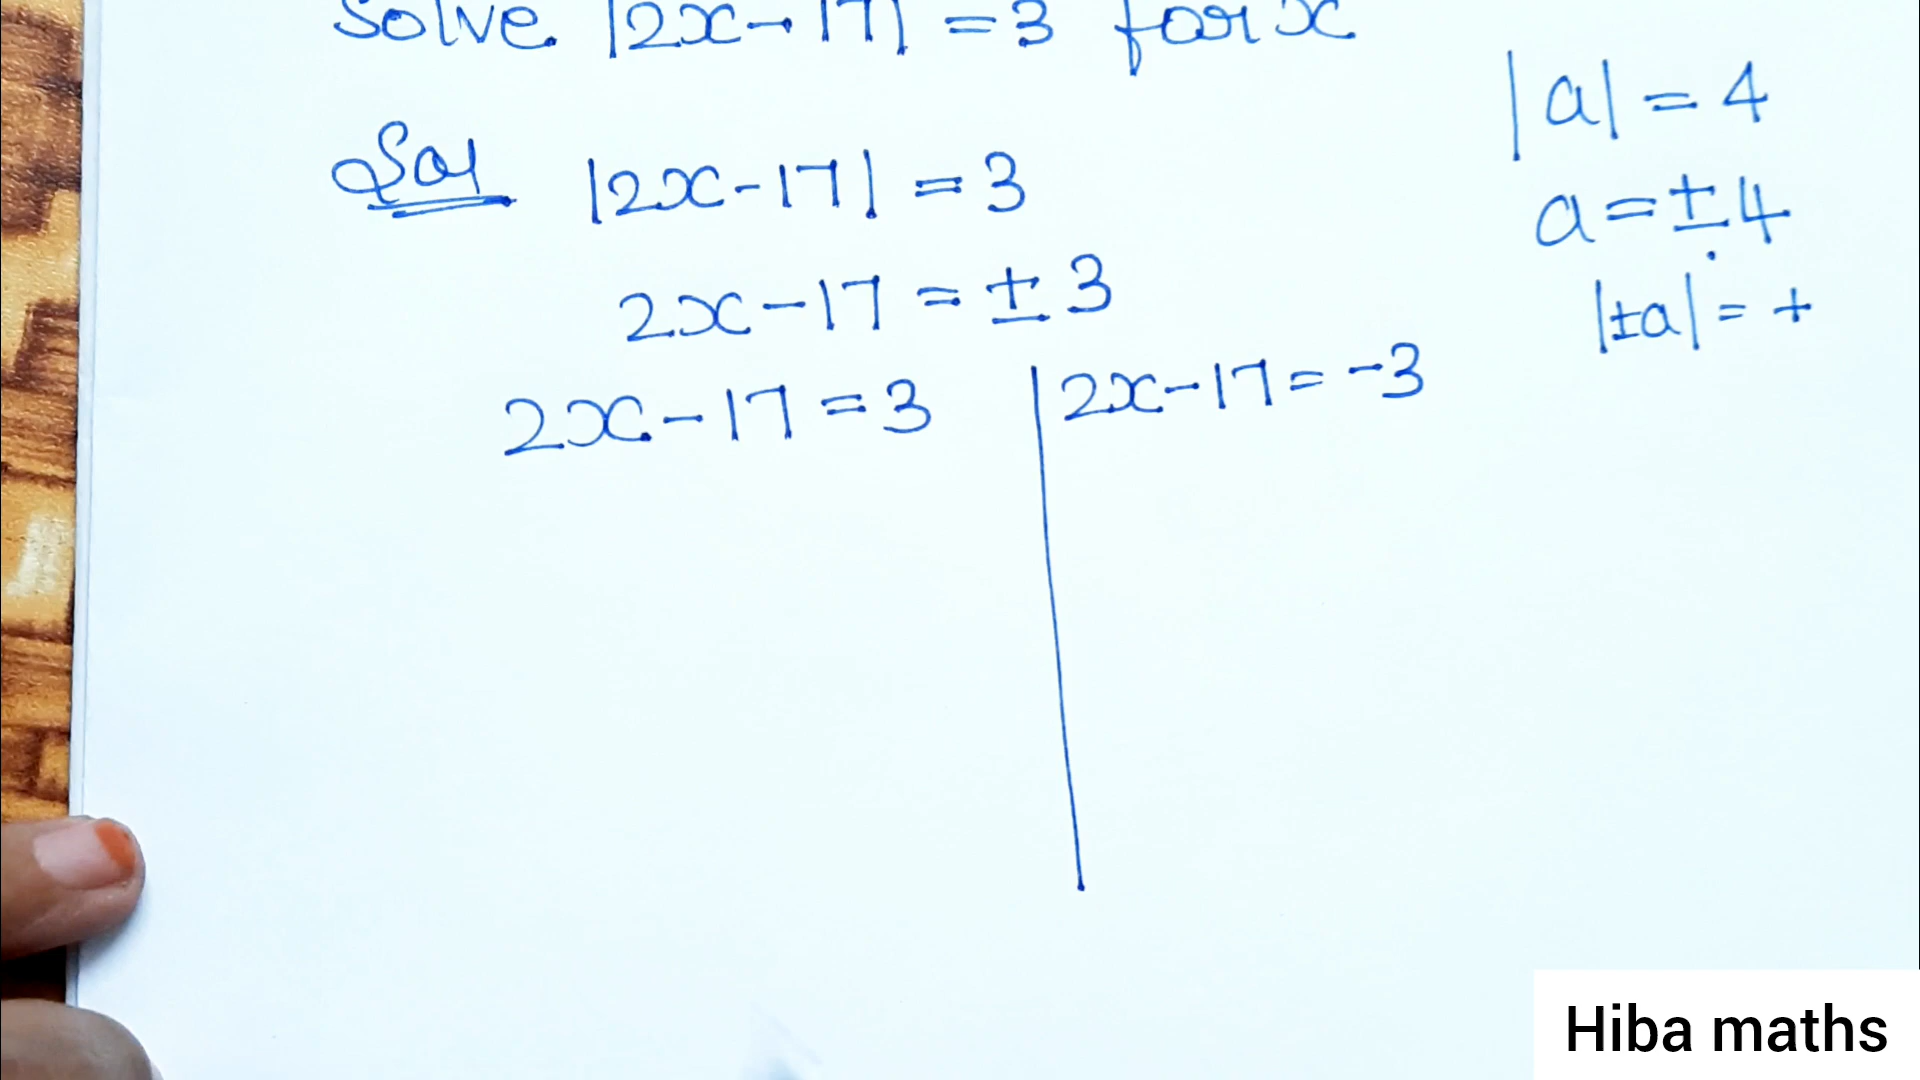 Solve |2x-17| = 3 for x
Sol |2x-17| = 3
2x-17 = ± 3
2x-17 = 3 | 2x-17 = -3
|a| = 4
a = ±4
|±a| = +
Hiba maths